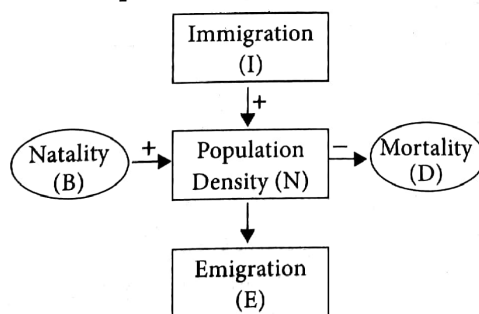 Immigration
(I)
+
Natality
(B)
+
Population
Density (N)
–
Mortality
(D)
Emigration
(E)